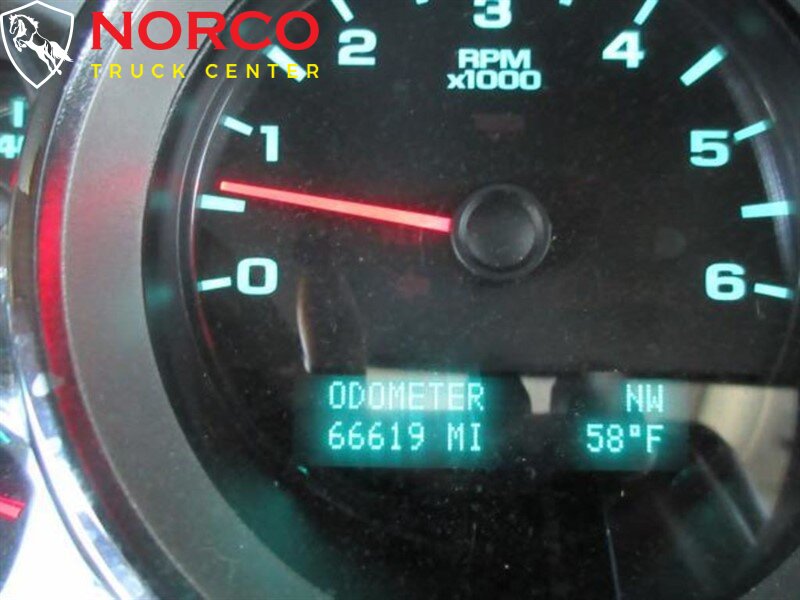 NORCO
TRUCK CENTER
0
1
2
3
4
5
6
RPM
x1000
ODOMETER NW
66619 MI 58°F